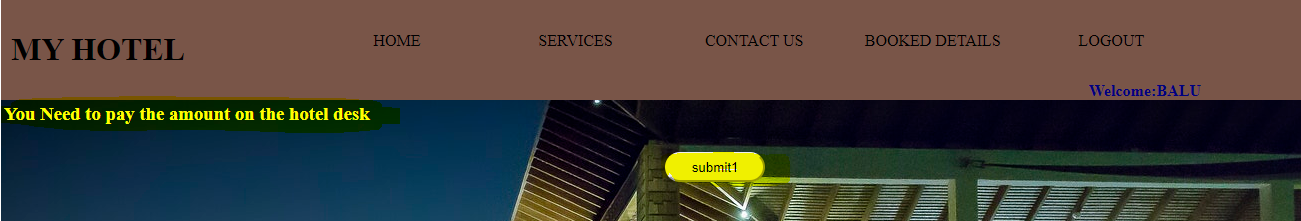 MY HOTEL
HOME SERVICES CONTACT US BOOKED DETAILS LOGOUT
Welcome:BALU
You Need to pay the amount on the hotel desk
submit1